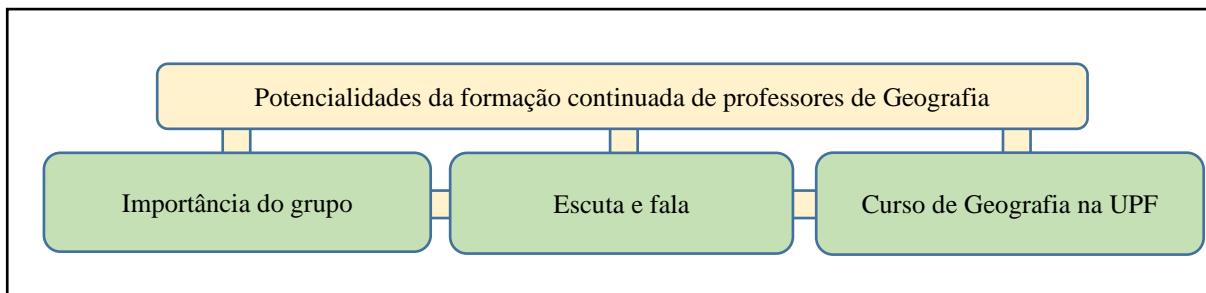 Potencialidades da formação continuada de professores de Geografia
Importância do grupo
Escuta e fala
Curso de Geografia na UPF